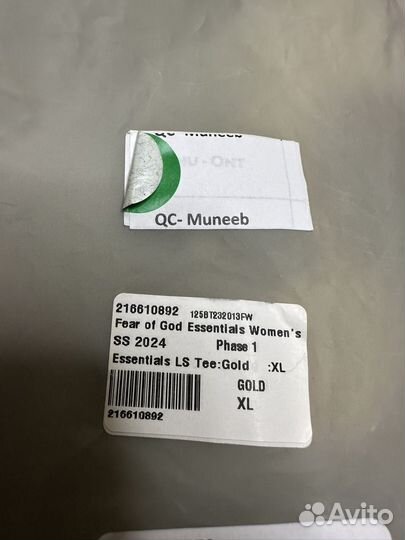 QC- Muneeb
QC- Muneeb
216610892 125BT232013FW
Fear of God Essentials Women's
SS 2024 Phase 1
Essentials LS Tee:Gold :XL
GOLD
XL
216610892
Avito